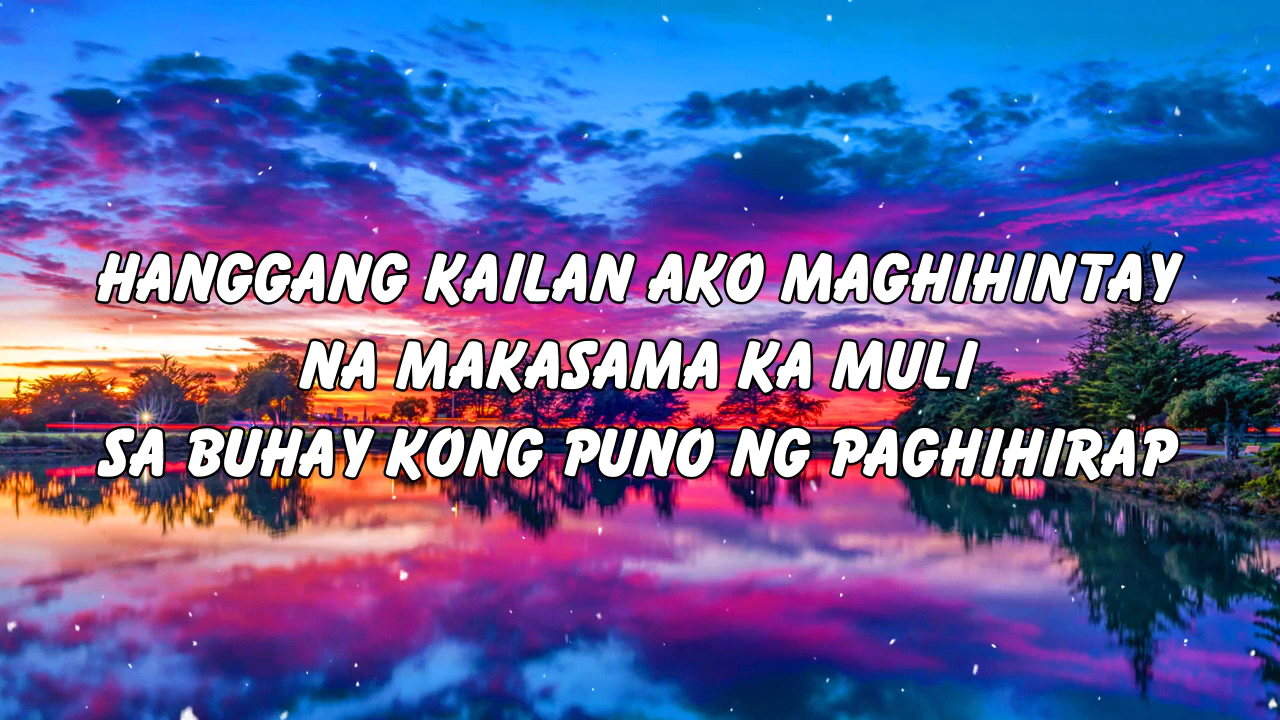 HANGGANG KAILAN AKO MAGHIHINTAY
NA MAKASAMA KA MULI
SA BUHAY KONG PUNO NG PAGHIHIRAP